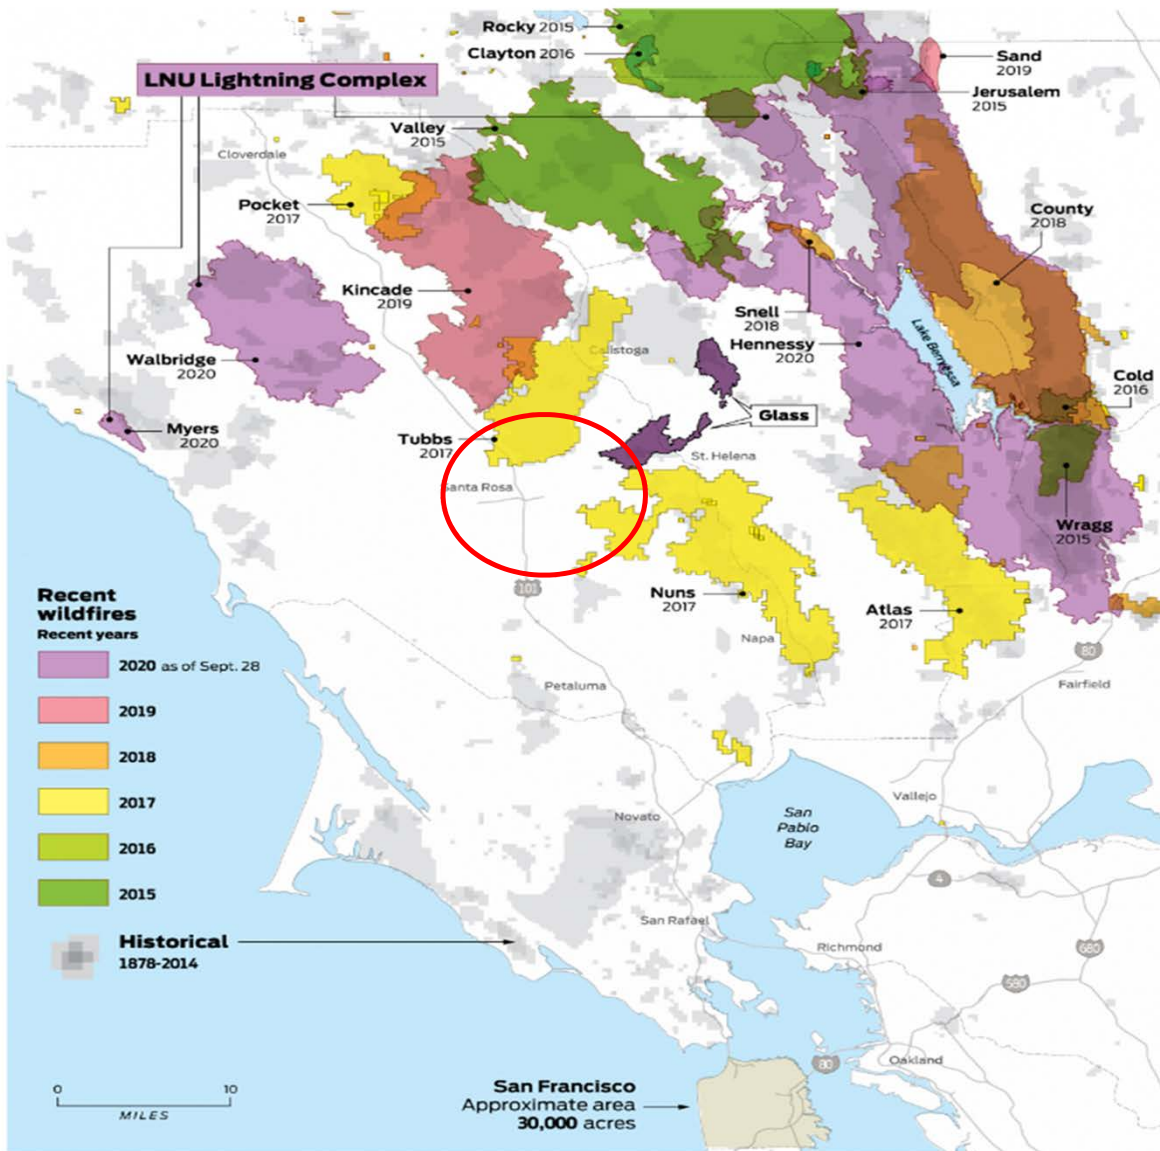 Rocky 2015
Clayton 2016
Sand
2019
LNU Lightning Complex
Jerusalem
2015
Valley
2015
Cloverdale
Pocket
2017
County
2018
Kincade
2019
Snell
2018
Lake Berryessa
Hennessy
2020
Walbridge
2020
Calistoga
Cold
2016
Glass
Myers
2020
Tubbs
2017
St. Helena
Santa Rosa
Wragg
2015
101
Nuns
2017
Atlas
2017
Napa
80
Fairfield
Petaluma
Recent
wildfires
Recent years
2020 as of Sept. 28
2019
2018
2017
2016
2015
Historical
1878-2014
Vallejo
Novato
San
Pablo
Bay
4
San Rafael
Richmond
680
580
80
Oakland
0 10
MILES
San Francisco
Approximate area
30,000 acres